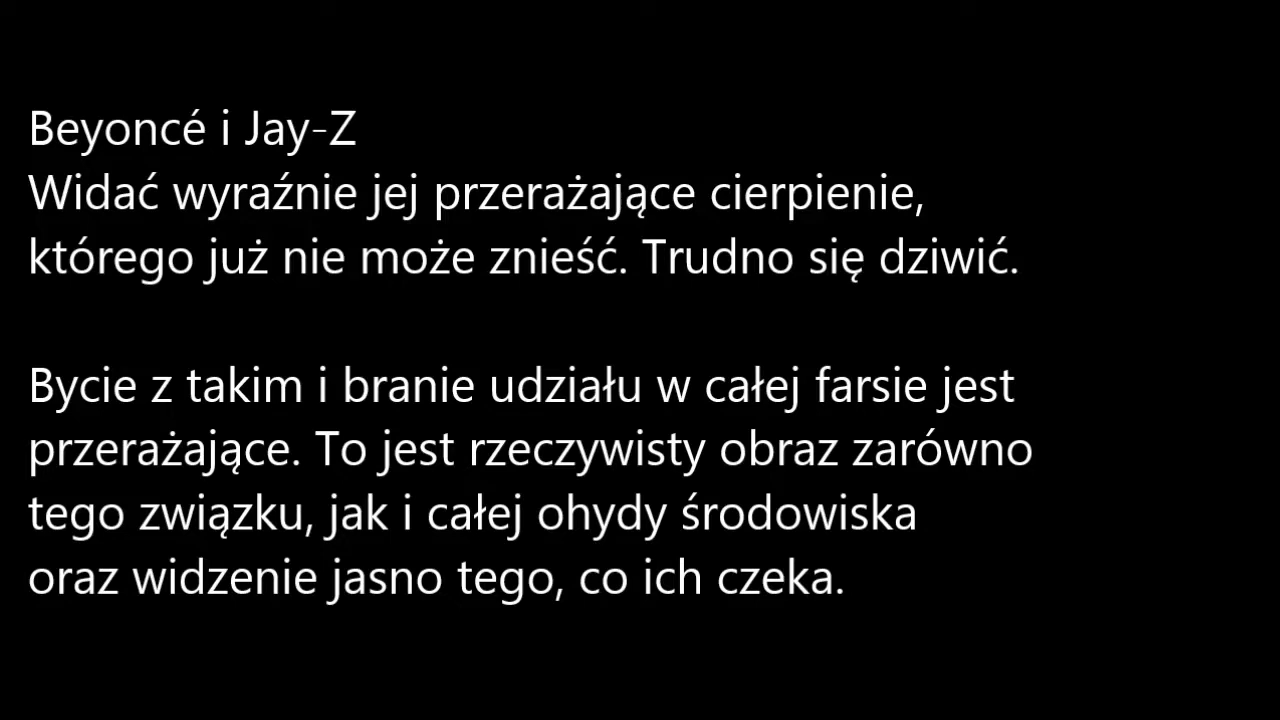 Beyoncé i Jay-Z
Widać wyraźnie jej przerażające cierpienie,
którego już nie może znieść. Trudno się dziwić.
Bycie z takim i branie udziału w całej farsie jest
przerażające. To jest rzeczywisty obraz zarówno
tego związku, jak i całej ohydy środowiska
oraz widzenie jasno tego, co ich czeka.